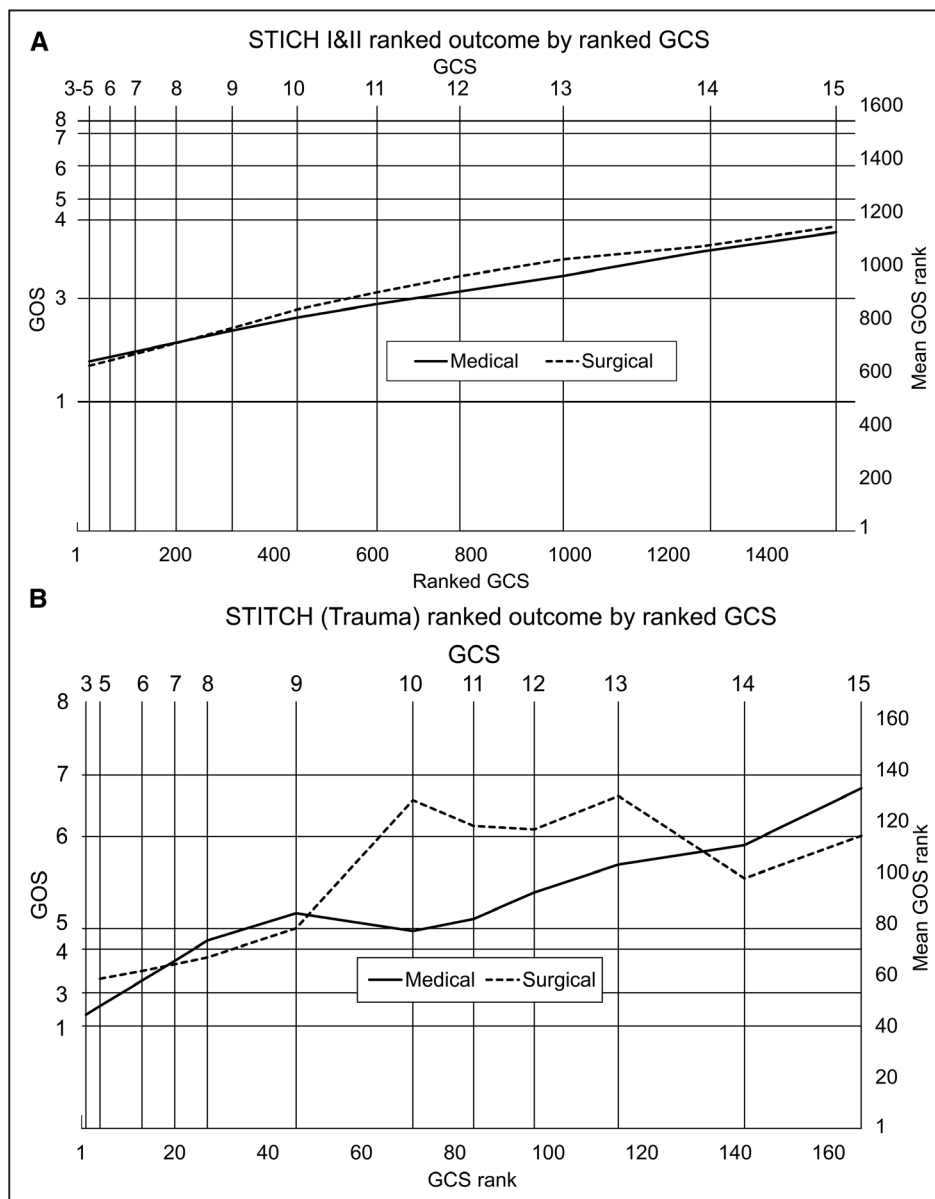 A
STICH I&II ranked outcome by ranked GCS
GCS
3-5 6 7 8 9 10 11 12 13 14 15
8
7
6
5
4
3
1
GOS
1600
1400
1200
1000
800
600
400
200
1
Mean GOS rank
Medical Surgical
1 200 400 600 800 1000 1200 1400
Ranked GCS
B
STITCH (Trauma) ranked outcome by ranked GCS
GCS
3 5 6 7 8 9 10 11 12 13 14 15
8
7
6
5
4
3
1
GOS
160
140
120
100
80
60
40
20
1
Mean GOS rank
Medical Surgical
1 20 40 60 80 100 120 140 160
GCS rank